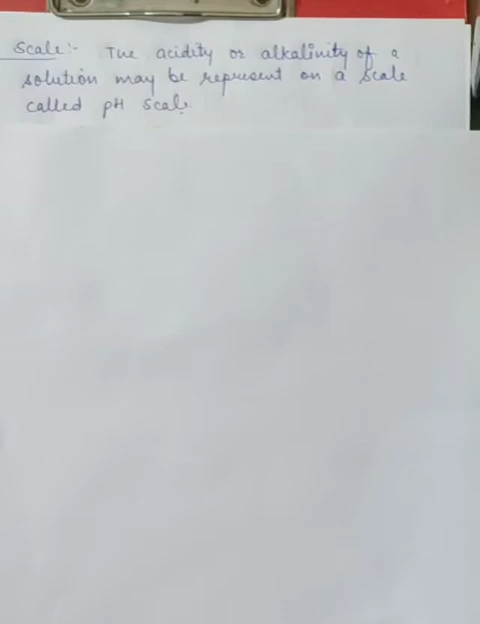 Scale:- The acidity or alkalinity of a
solution may be represent on a scale
called pH scale.